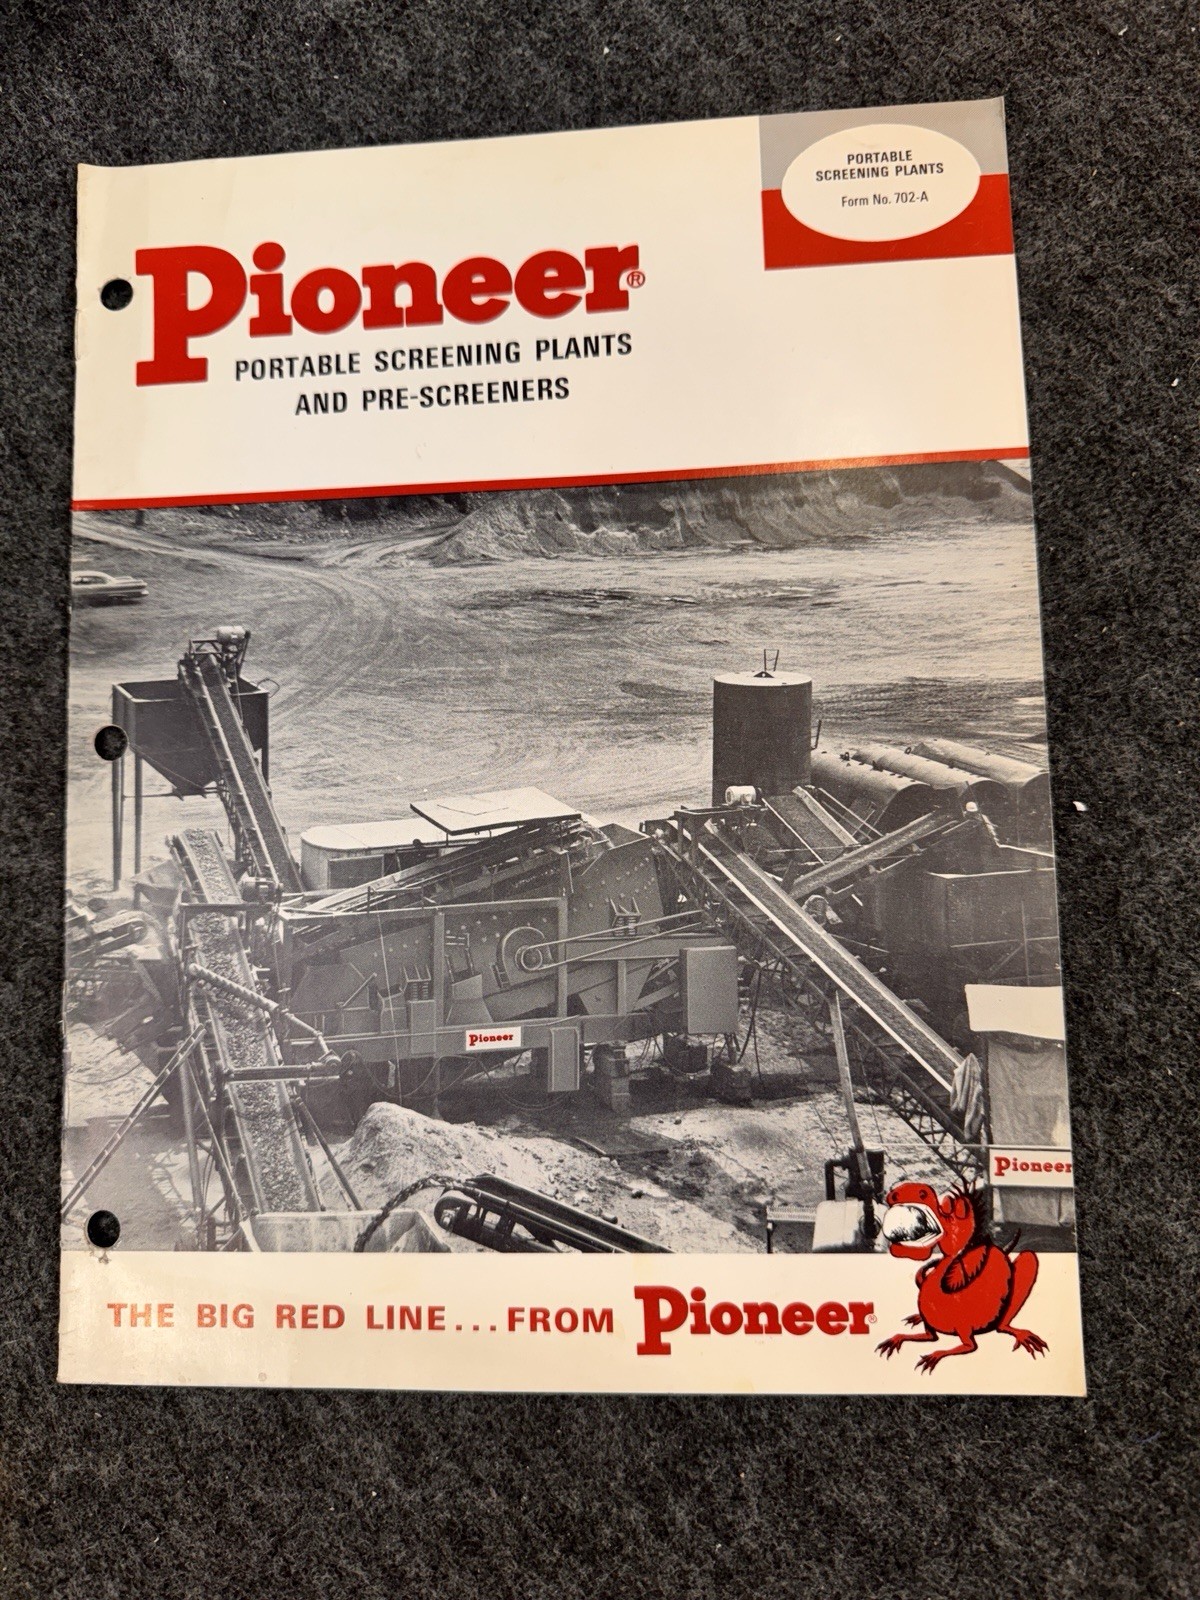 PORTABLE
SCREENING PLANTS
Form No. 702-A
Pioneer®
PORTABLE SCREENING PLANTS
AND PRE-SCREENERS
Pioneer
Pioneer
THE BIG RED LINE...FROM Pioneer®